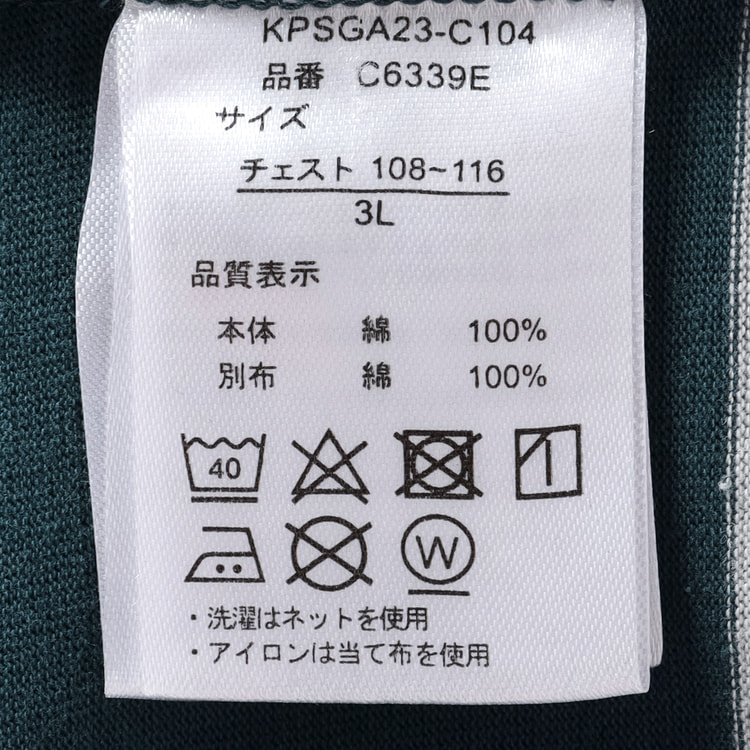 KPSGA23-C104
品番 C6339E
サイズ
チェスト 108~116
3L
品質表示
本体 綿 100%
別布 綿 100%
40
W
・洗濯はネットを使用
・アイロンは当て布を使用